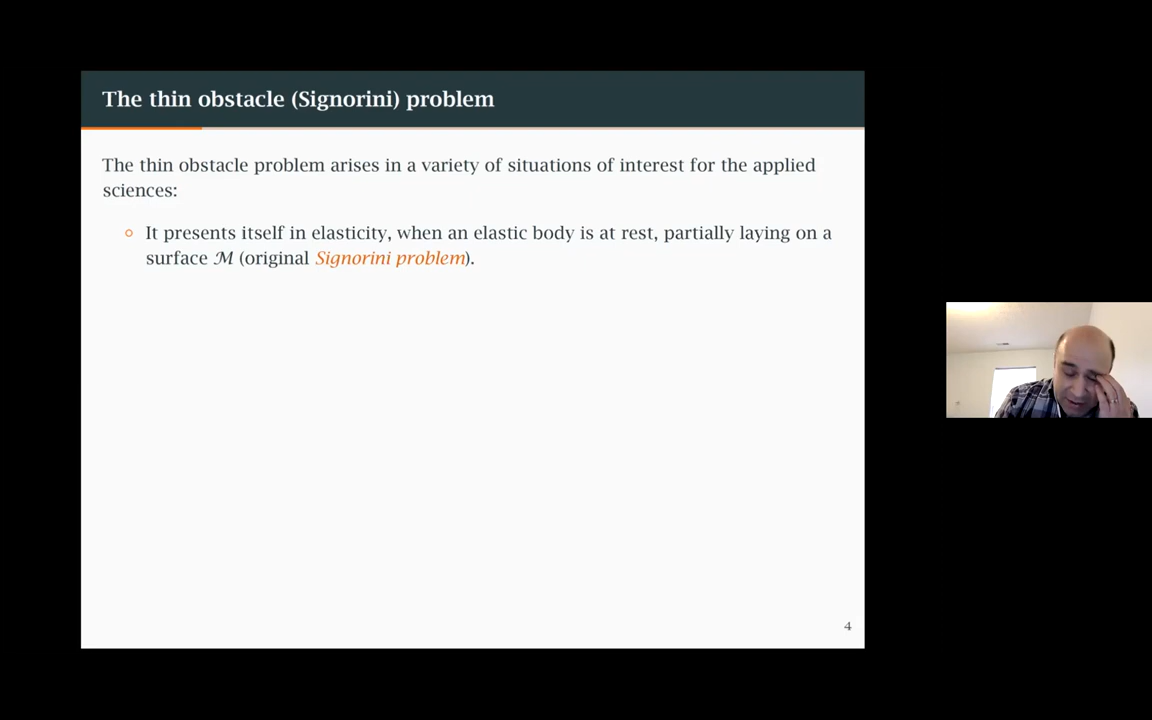 The thin obstacle (Signorini) problem
The thin obstacle problem arises in a variety of situations of interest for the applied
sciences:
It presents itself in elasticity, when an elastic body is at rest, partially laying on a
surface ℳ (original Signorini problem).
4